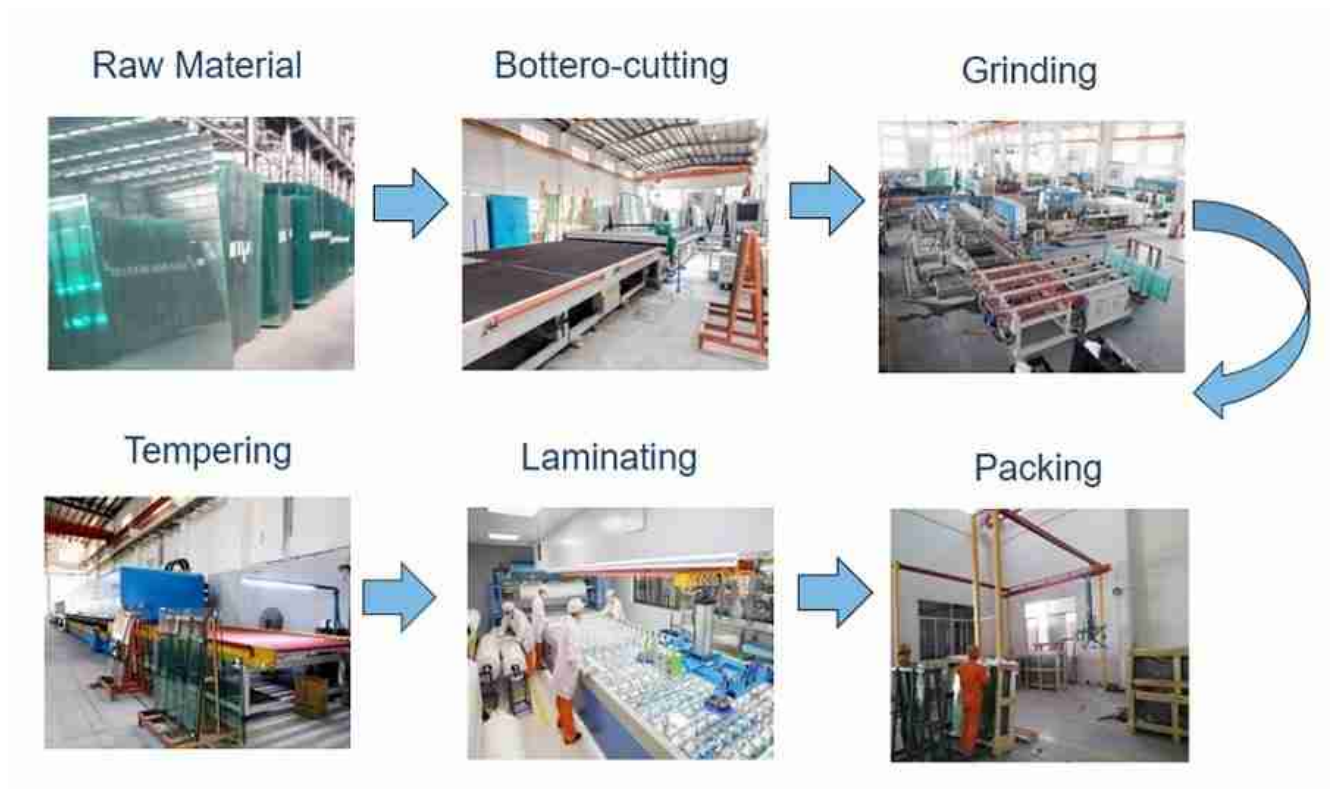 Raw Material
Bottero-cutting
Grinding
Tempering
Laminating
Packing